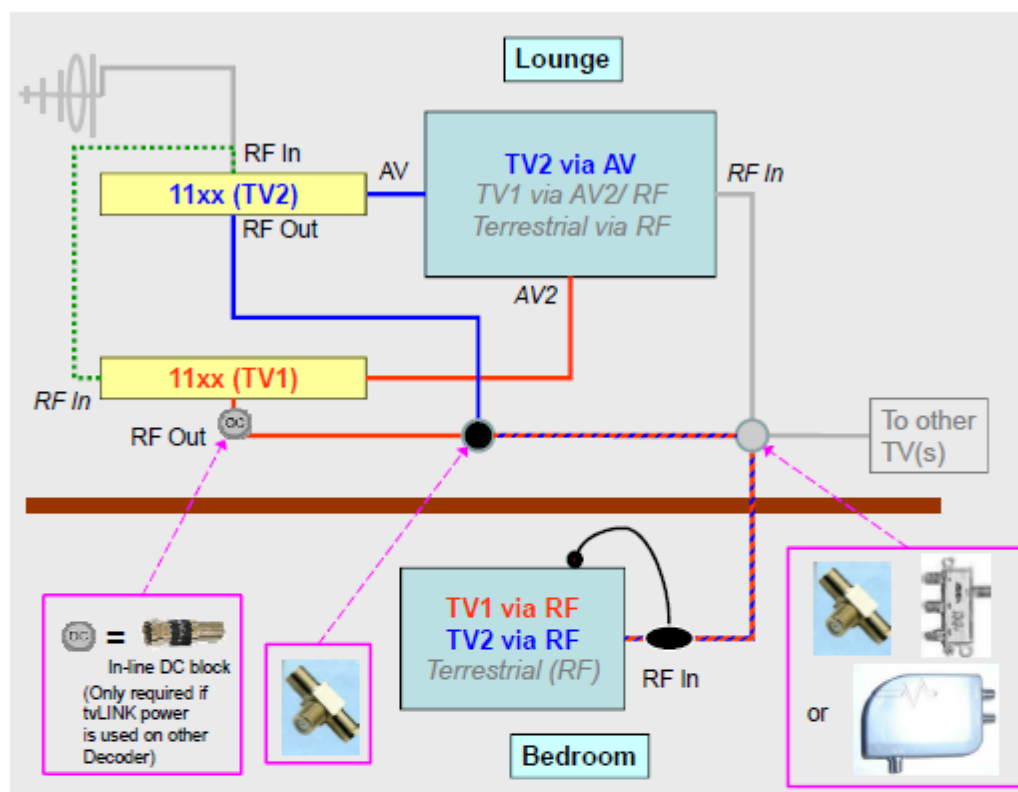 Lounge
RF In
AV
RF In
11xx (TV2)
TV2 via AV
TV1 via AV2/ RF
Terrestrial via RF
RF Out
AV2
11xx (TV1)
RF In
DC
RF Out
To other
TV(s)
TV1 via RF
TV2 via RF
Terrestrial (RF)
RF In
DC =
In-line DC block
(Only required if
tvLINK power
is used on other
Decoder)
or
Bedroom